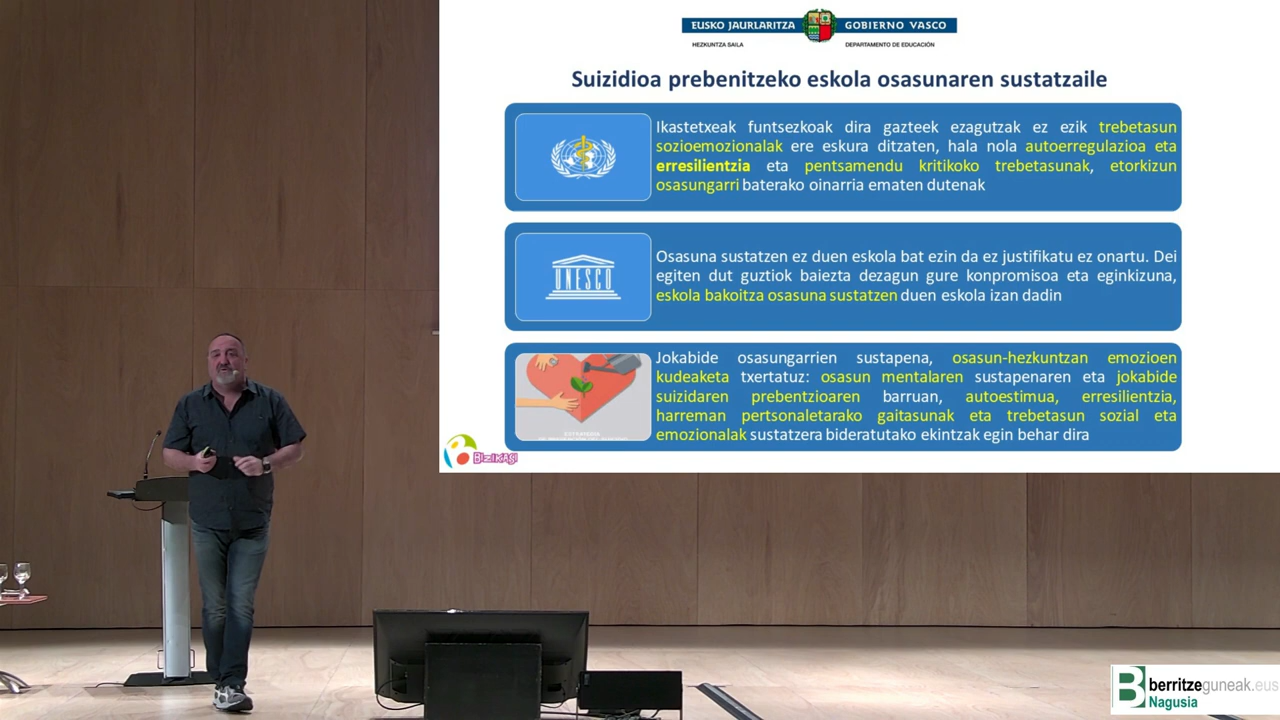 EUSKO JAURLARITZA
GOBIERNO VASCO
HEZKUNTZA SAILA
DEPARTAMENTO DE EDUCACIÓN
Suizidioa prebenitzeko eskola osasunaren sustatzaile
Ikastetxeak funtsezkoak dira gazteek ezagutzak ez ezik trebetasun
sozioemozionalak ere eskura ditzaten, hala nola autoerregulazioa eta
erresilientzia eta pentsamendu kritikoko trebetasunak, etorkizun
osasungarri baterako oinarria ematen dutenak
UNESCO
Osasuna sustatzen ez duen eskola bat ezin da ez justifikatu ez onartu. Dei
egiten dut guztiok baiezta dezagun gure konpromisoa eta eginkizuna,
eskola bakoitza osasuna sustatzen duen eskola izan dadin
Jokabide osasungarrien sustapena, osasun-hezkuntzan emozioen
kudeaketa txertatuz: osasun mentalaren sustapenaren eta jokabide
suizidaren prebentzioaren barruan, autoestimua, erresilientzia,
harreman pertsonaletarako gaitasunak eta trebetasun sozial eta
emozionalak sustatzera bideratutako ekintzak egin behar dira
BIZIKASI
berritzeguneak.eus
Nagusia